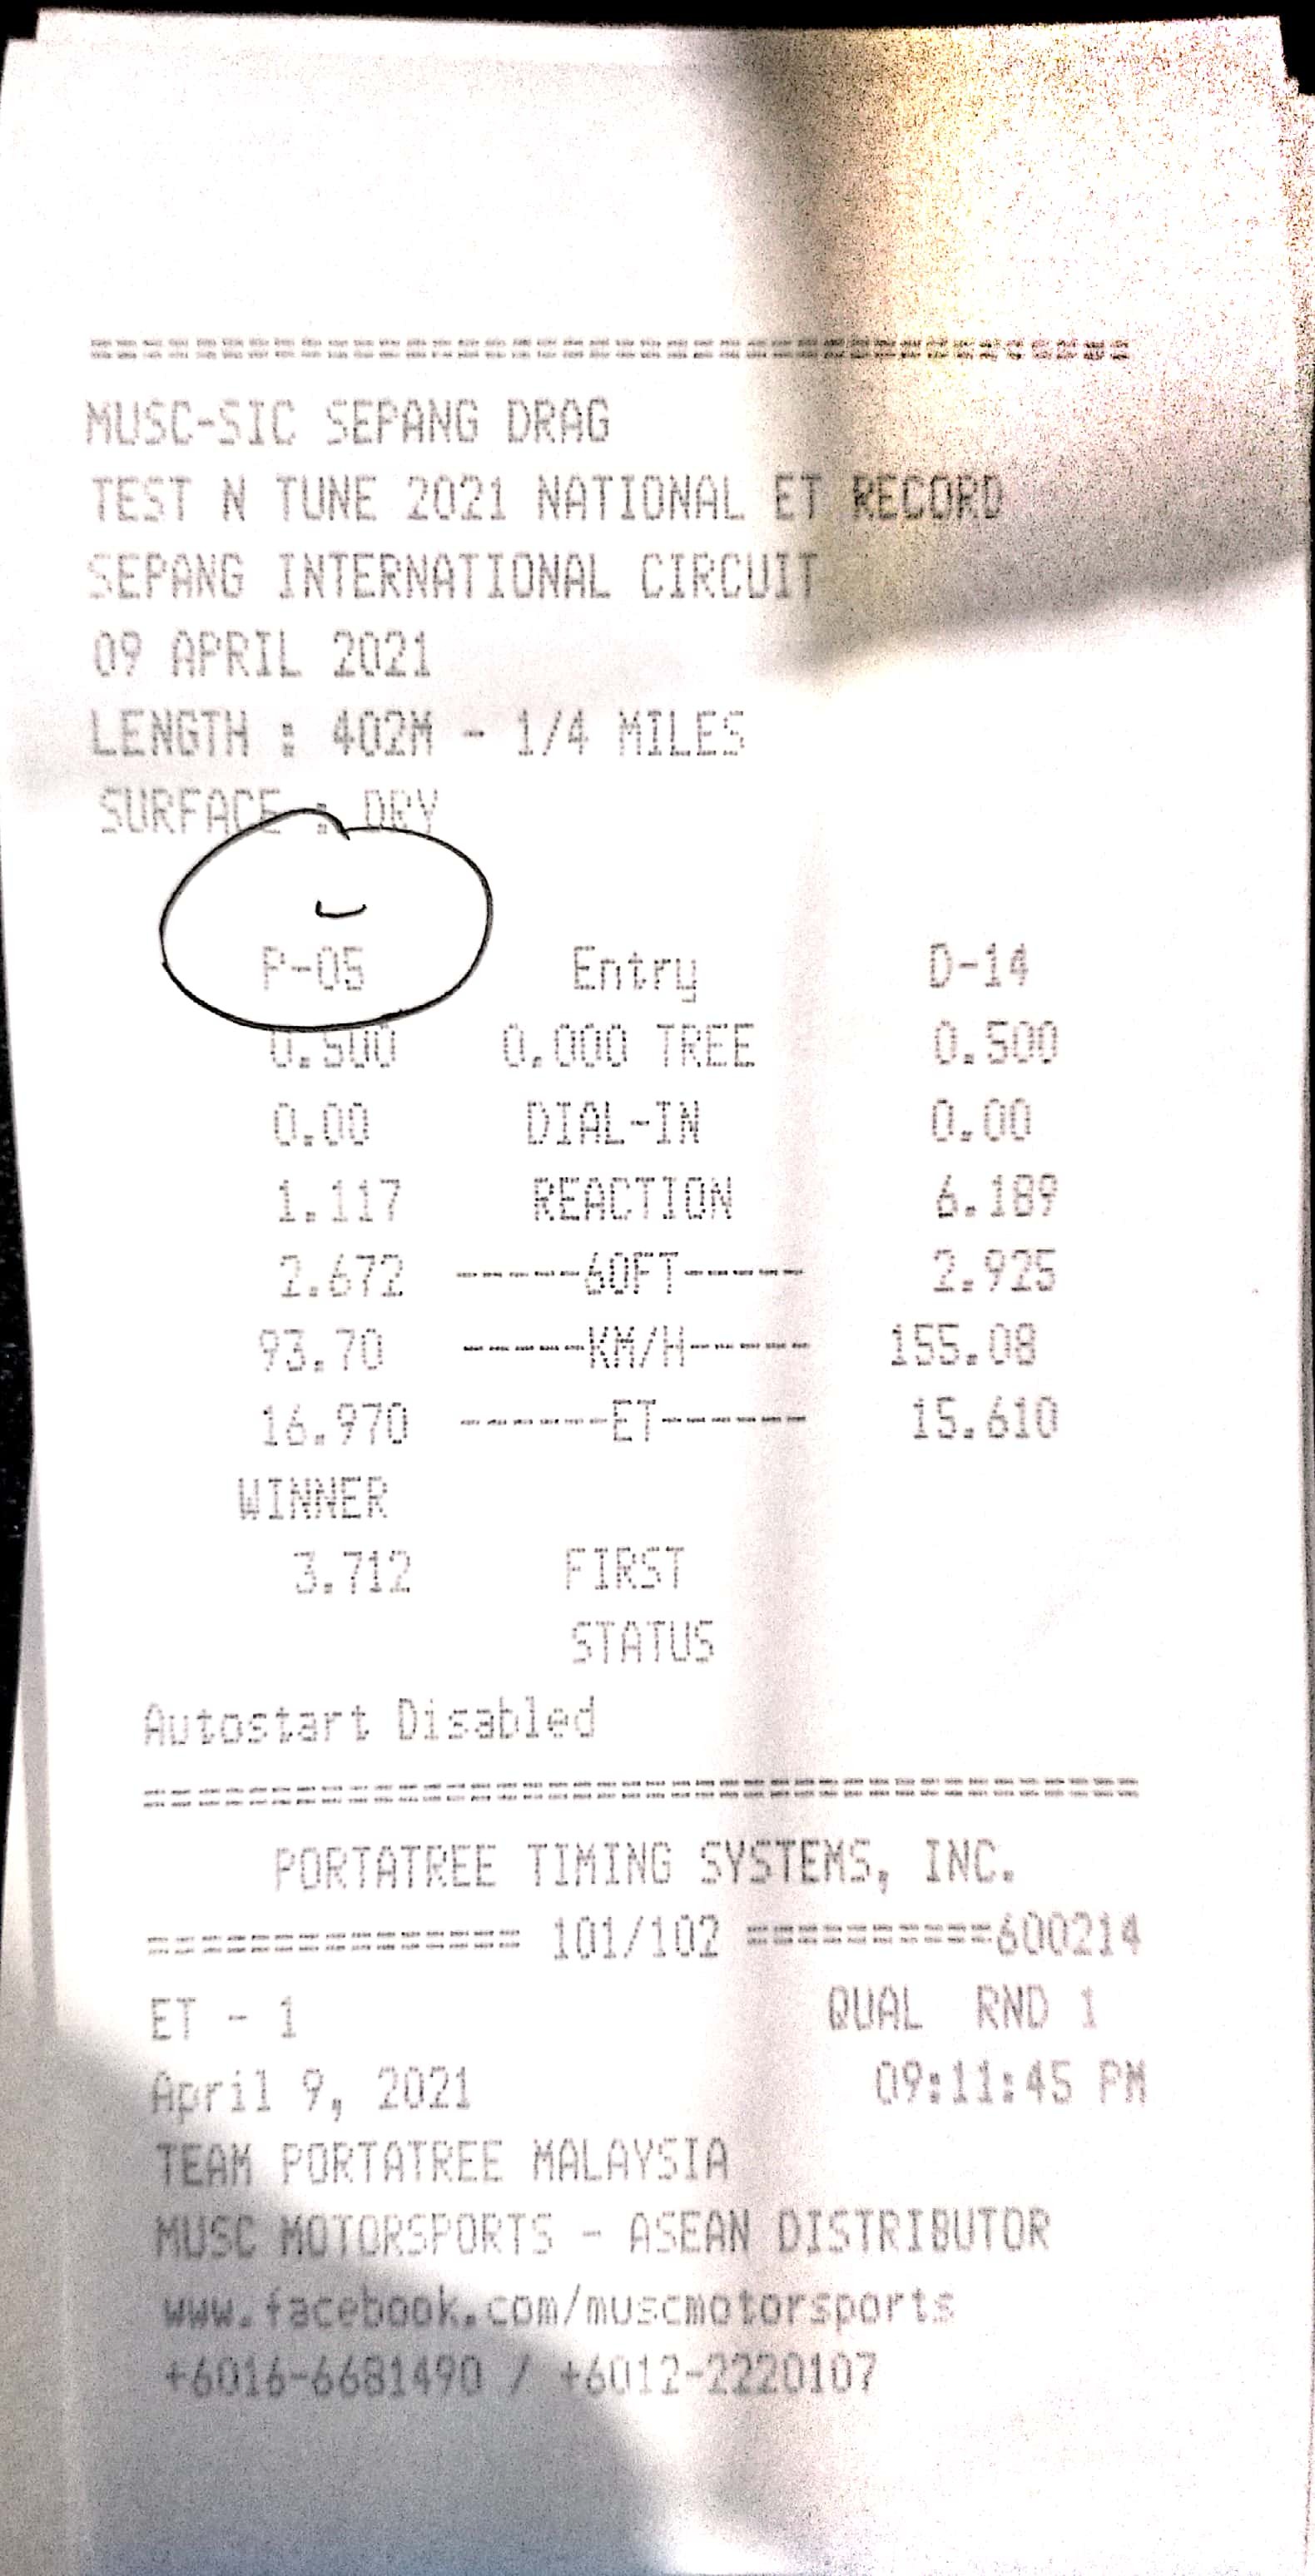 MUSC-SIC SEPANG DRAG
TEST N TUNE 2021 NATIONAL ET RECORD
SEPANG INTERNATIONAL CIRCUIT
09 APRIL 2021
LENGTH : 402M - 1/4 MILES
SURFACE : DRY
P-05 Entry D-14
0.500 0.000 TREE 0.500
0.00 DIAL-IN 0.00
1.117 REACTION 6.189
2.672 -----60FT----- 2.925
93.70 -----KM/H----- 155.08
16.970 ------ET------ 15.610
WINNER
3.712 FIRST
STATUS
Autostart Disabled
PORTATREE TIMING SYSTEMS, INC.
============== 101/102 ==========600214
ET - 1 QUAL RND 1
April 9, 2021 09:11:45 PM
TEAM PORTATREE MALAYSIA
MUSC MOTORSPORTS - ASEAN DISTRIBUTOR
www.facebook.com/muscmotorsports
+6016-6681490 / +6012-2220107